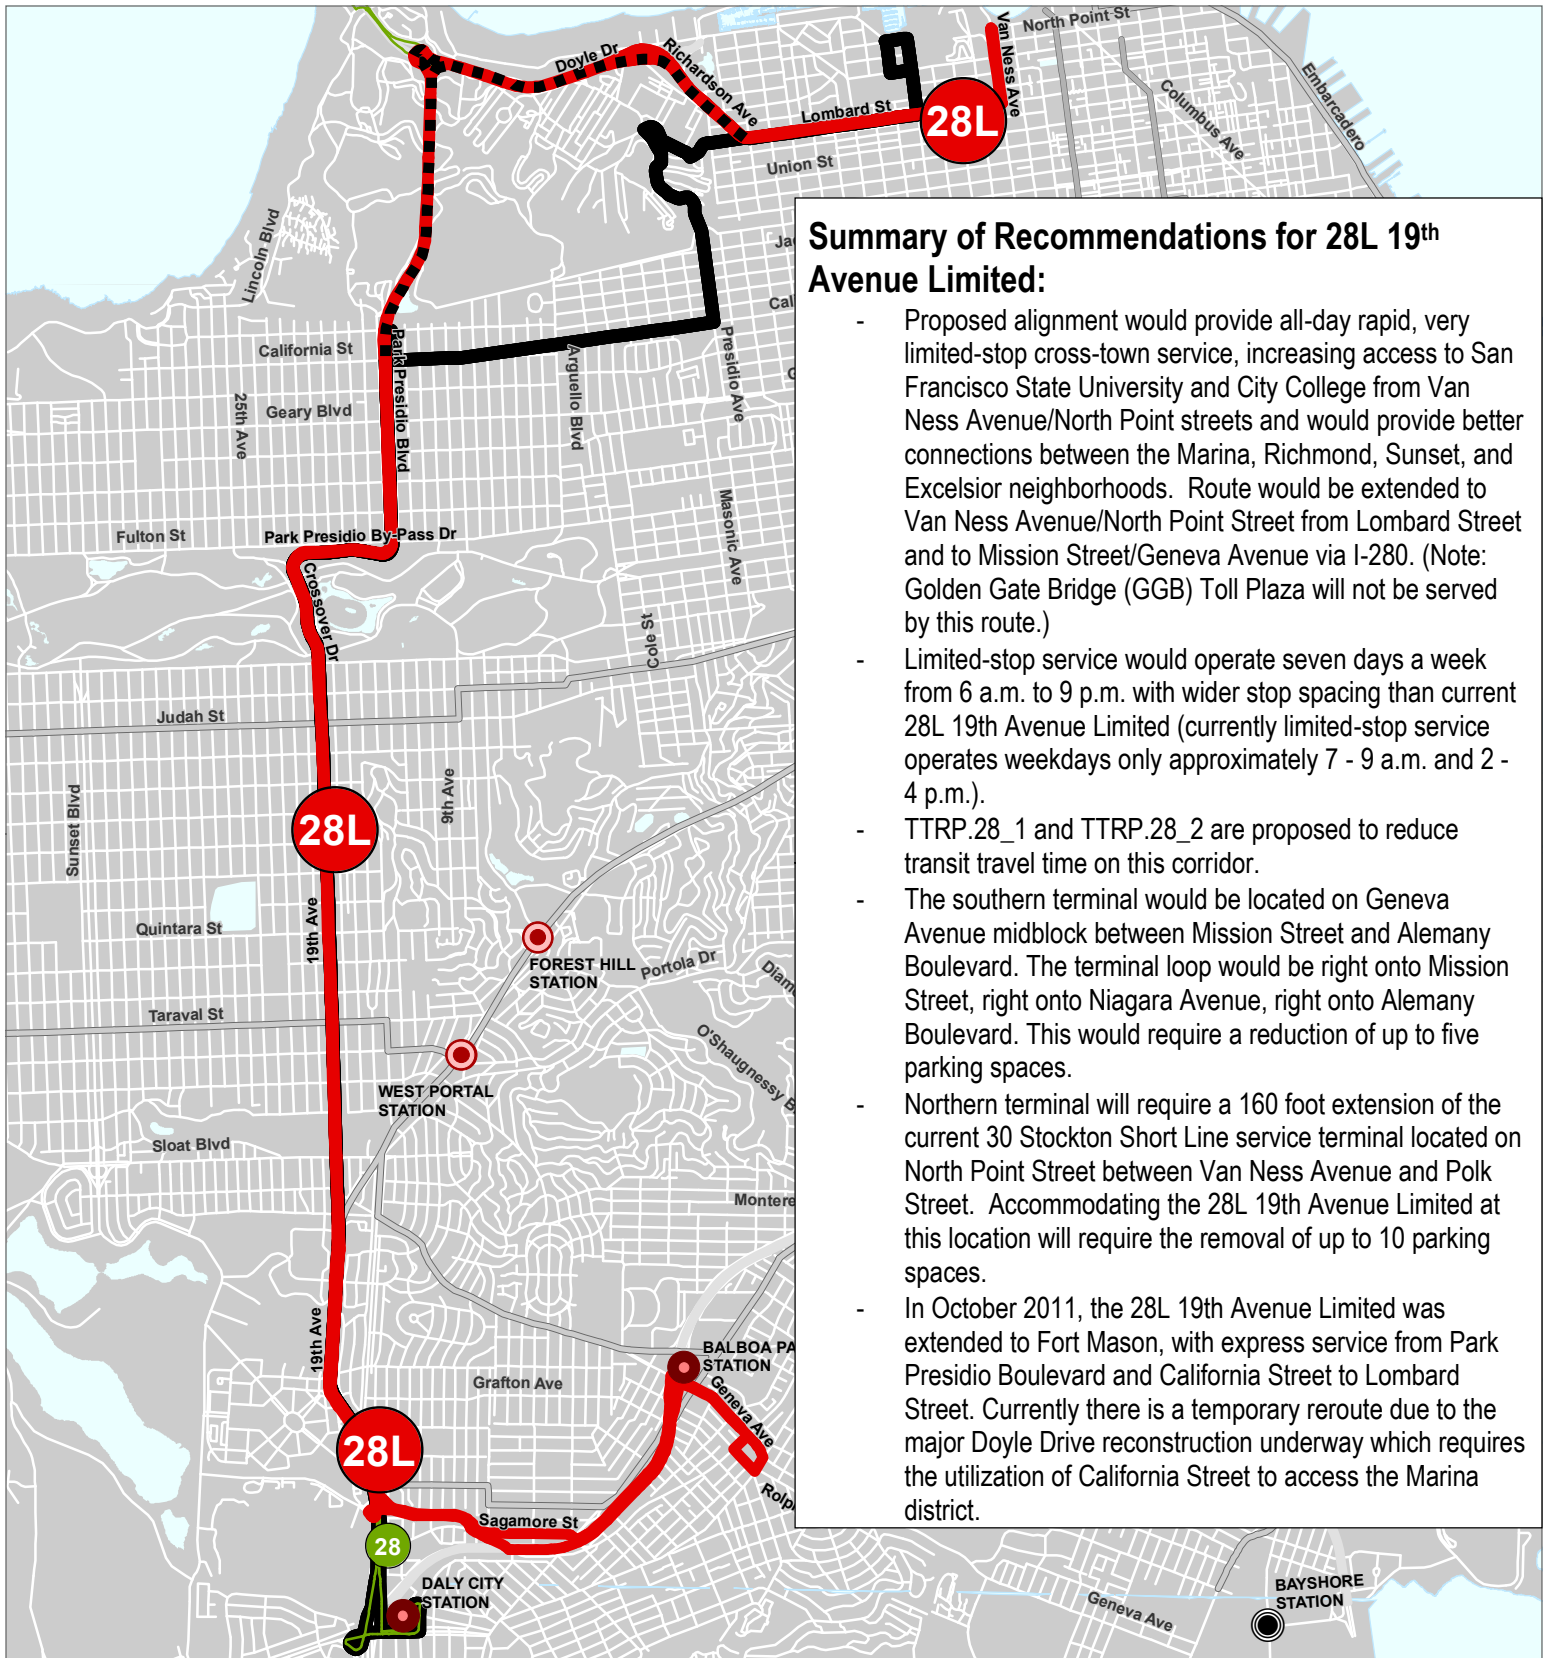 North Point St
Van Ness Ave
Embarcadero
Columbus Ave
Doyle Dr
Richardson Ave
Lombard St
28L
Union St
Lincoln Blvd
California St
Park Presidio Blvd
Arguello Blvd
Presidio Ave
25th Ave
Geary Blvd
Masonic Ave
Fulton St
Park Presidio By-Pass Dr
Crossover Dr
Cole St
Judah St
Sunset Blvd
28L
9th Ave
19th Ave
Quintara St
FOREST HILL
STATION
Portola Dr
Taraval St
O'Shaugnessy B
WEST PORTAL
STATION
Sloat Blvd
Montere
19th Ave
BALBOA PA
STATION
Grafton Ave
Geneva Ave
28L
Rolph
Sagamore St
28
DALY CITY
STATION
Geneva Ave
BAYSHORE
STATION
Summary of Recommendations for 28L 19th
Avenue Limited:
- Proposed alignment would provide all-day rapid, very
limited-stop cross-town service, increasing access to San
Francisco State University and City College from Van
Ness Avenue/North Point streets and would provide better
connections between the Marina, Richmond, Sunset, and
Excelsior neighborhoods. Route would be extended to
Van Ness Avenue/North Point Street from Lombard Street
and to Mission Street/Geneva Avenue via I-280. (Note:
Golden Gate Bridge (GGB) Toll Plaza will not be served
by this route.)
- Limited-stop service would operate seven days a week
from 6 a.m. to 9 p.m. with wider stop spacing than current
28L 19th Avenue Limited (currently limited-stop service
operates weekdays only approximately 7 - 9 a.m. and 2 -
4 p.m.).
- TTRP.28_1 and TTRP.28_2 are proposed to reduce
transit travel time on this corridor.
- The southern terminal would be located on Geneva
Avenue midblock between Mission Street and Alemany
Boulevard. The terminal loop would be right onto Mission
Street, right onto Niagara Avenue, right onto Alemany
Boulevard. This would require a reduction of up to five
parking spaces.
- Northern terminal will require a 160 foot extension of the
current 30 Stockton Short Line service terminal located on
North Point Street between Van Ness Avenue and Polk
Street. Accommodating the 28L 19th Avenue Limited at
this location will require the removal of up to 10 parking
spaces.
- In October 2011, the 28L 19th Avenue Limited was
extended to Fort Mason, with express service from Park
Presidio Boulevard and California Street to Lombard
Street. Currently there is a temporary reroute due to the
major Doyle Drive reconstruction underway which requires
the utilization of California Street to access the Marina
district.